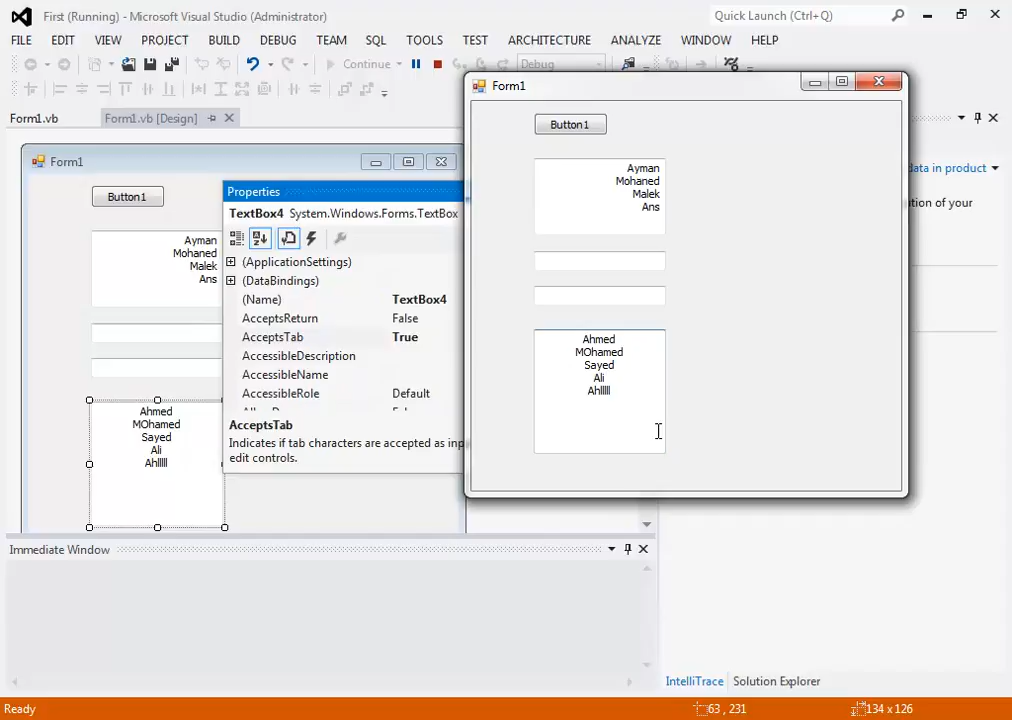 First (Running) - Microsoft Visual Studio (Administrator)
Quick Launch (Ctrl+Q)
FILE EDIT VIEW PROJECT BUILD DEBUG TEAM SQL TOOLS TEST ARCHITECTURE ANALYZE WINDOW HELP
Continue
Debug
Form1.vb
Form1.vb [Design]
Form1
Button1
Ayman
Mohaned
Malek
Ans
Ahmed
MOhamed
Sayed
Ali
Ahlllll
Properties
TextBox4 System.Windows.Forms.TextBox
(ApplicationSettings)
(DataBindings)
(Name) TextBox4
AcceptsReturn False
AcceptsTab True
AccessibleDescription
AccessibleName
AccessibleRole Default
AcceptsTab
Indicates if tab characters are accepted as inp
edit controls.
Form1
Button1
Ayman
Mohaned
Malek
Ans
Ahmed
MOhamed
Sayed
Ali
Ahlllll
data in product
tion of your
Immediate Window
IntelliTrace
Solution Explorer
Ready
63 , 231
134 x 126